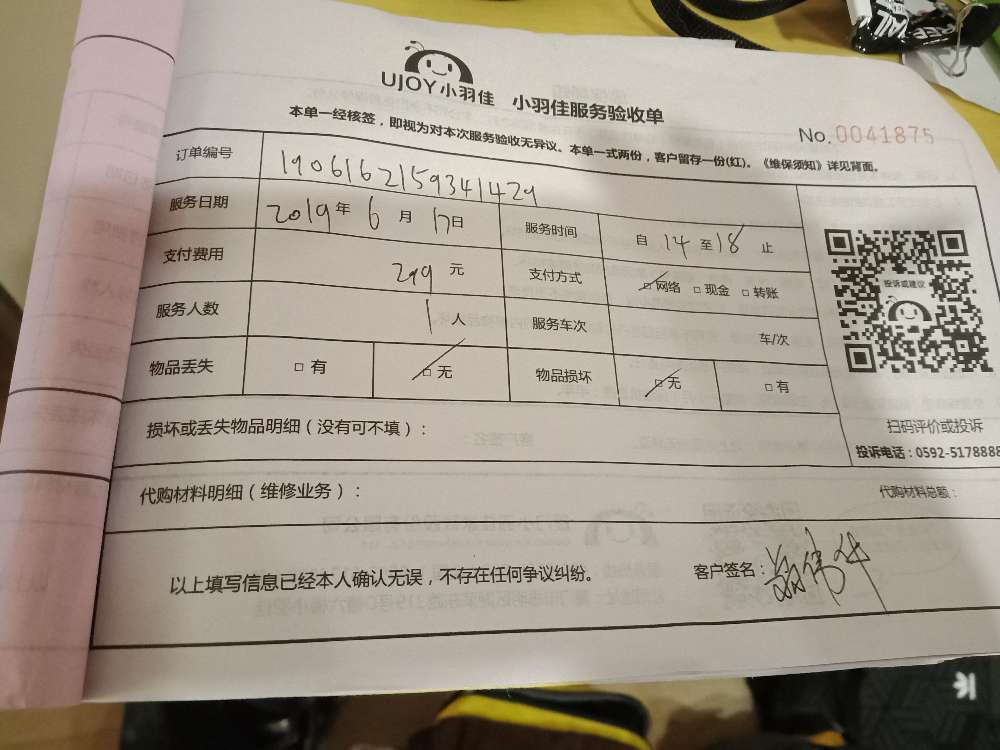 UJOY小羽佳 小羽佳服务验收单
No.0041875
本单一经核签，即视为对本次服务验收无异议。本单一式两份，客户留存一份(红)。《维保须知》详见背面。
订单编号 1906162159341429
服务日期 2019年 6月 17日 服务时间 自 14 至 18 止
支付费用 299 元 支付方式 □网络 □现金 □转账
服务人数 1 人 服务车次 车/次
物品丢失 □有 □无 物品损坏 □无 □有
投诉或建议
扫码评价或投诉
投诉电话：0592-5178888
损坏或丢失物品明细（没有可不填）：
代购材料明细（维修业务）： 代购材料总额：
以上填写信息已经本人确认无误，不存在任何争议纠纷。 客户签名：